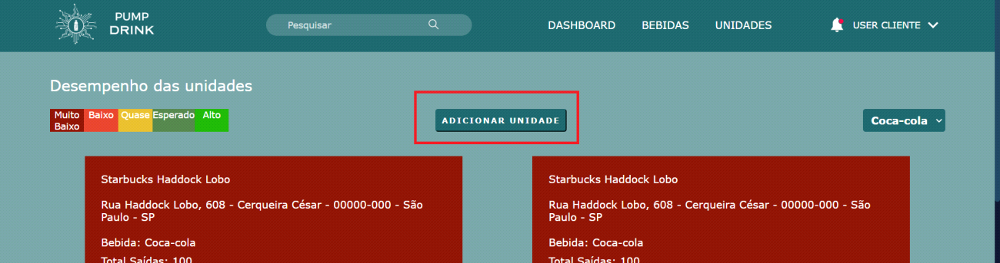 PUMP
DRINK
Pesquisar
DASHBOARD
BEBIDAS
UNIDADES
USER CLIENTE
Desempenho das unidades
Muito
Baixo
Baixo
Quase
Esperado
Alto
ADICIONAR UNIDADE
Coca-cola
Starbucks Haddock Lobo
Rua Haddock Lobo, 608 - Cerqueira César - 00000-000 - São
Paulo - SP
Bebida: Coca-cola
Total Saídas: 100
Starbucks Haddock Lobo
Rua Haddock Lobo, 608 - Cerqueira César - 00000-000 - São
Paulo - SP
Bebida: Coca-cola
Total Saídas: 100